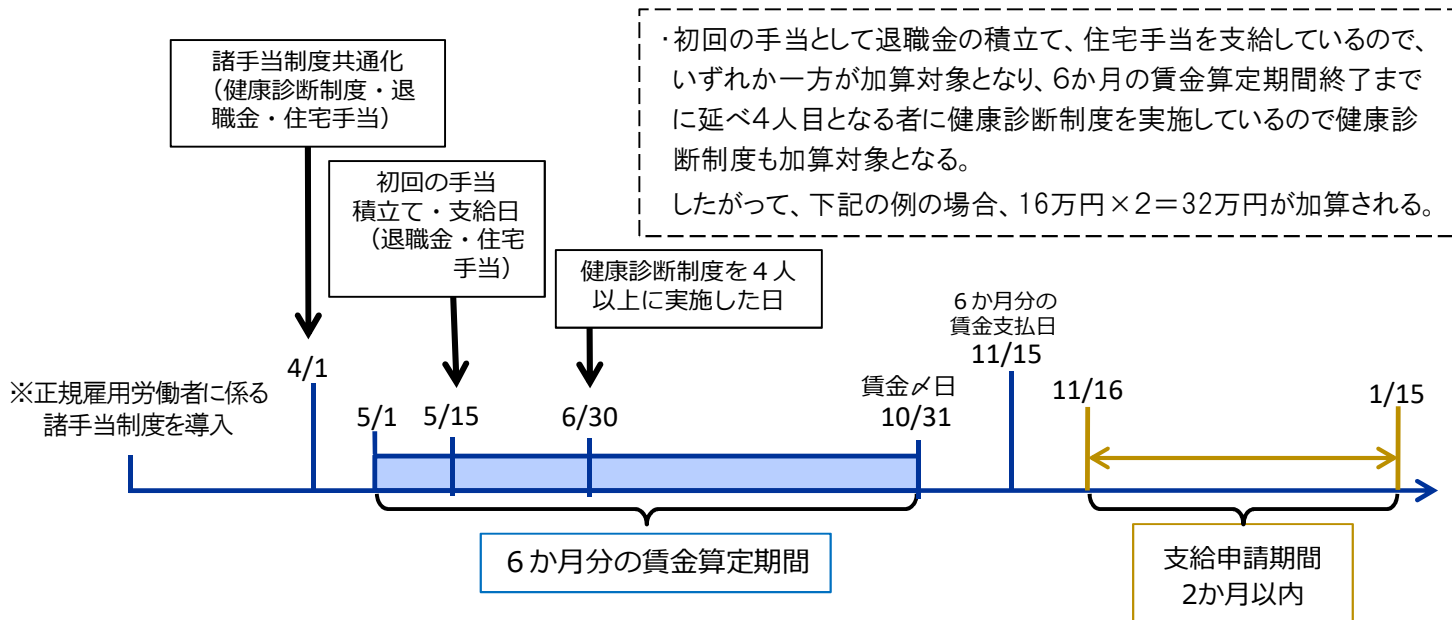 ・初回の手当として退職金の積立て、住宅手当を支給しているので、
いずれか一方が加算対象となり、6か月の賃金算定期間終了まで
に延べ4人目となる者に健康診断制度を実施しているので健康診
断制度も加算対象となる。
したがって、下記の例の場合、16万円×2＝32万円が加算される。
諸手当制度共通化
（健康診断制度・退
職金・住宅手当）
初回の手当
積立て・支給日
（退職金・住宅
手当）
健康診断制度を４人
以上に実施した日
６か月分の
賃金支払日
11/15
※正規雇用労働者に係る
諸手当制度を導入
4/1
5/1
5/15
6/30
賃金〆日
10/31
11/16
1/15
６か月分の賃金算定期間
支給申請期間
2か月以内